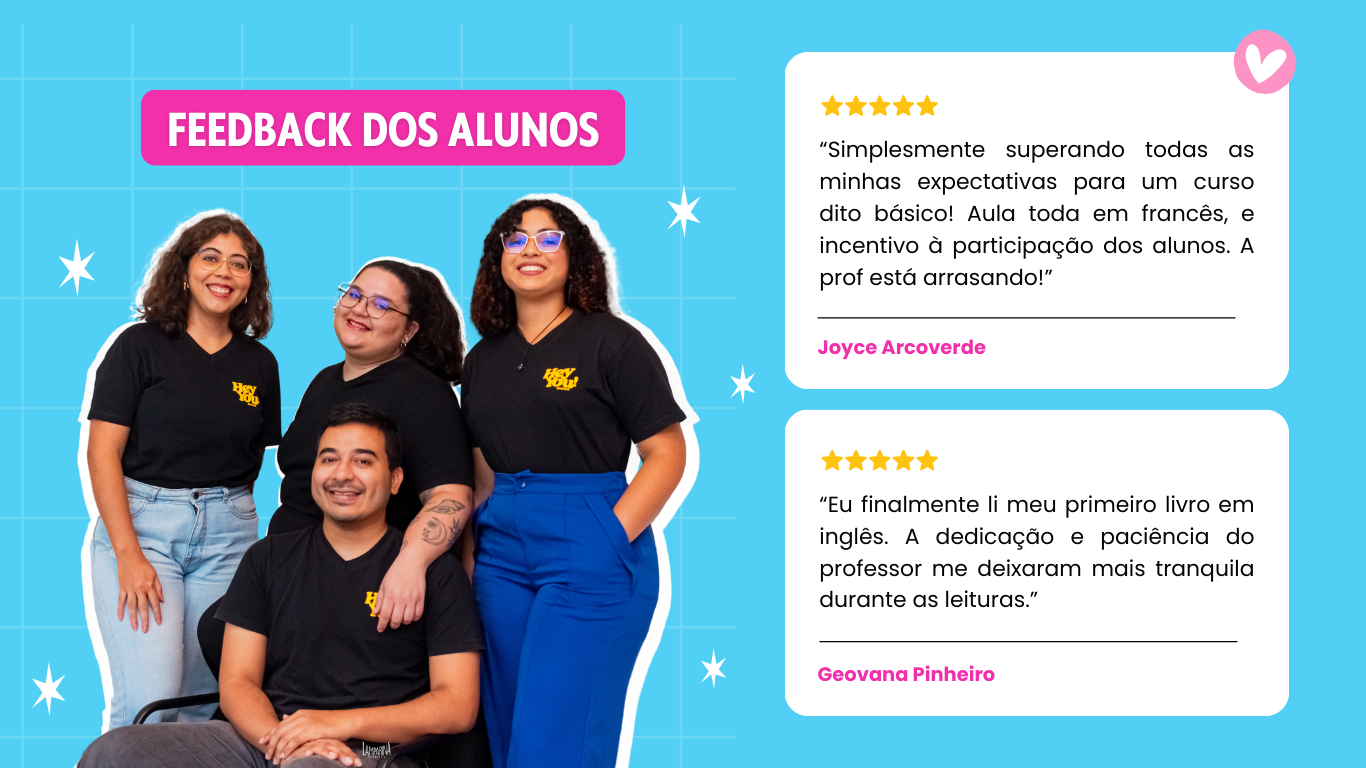 FEEDBACK DOS ALUNOS
Hey
You!
Hey
You!
“Simplesmente superando todas as
minhas expectativas para um curso
dito básico! Aula toda em francês, e
incentivo à participação dos alunos. A
prof está arrasando!”
Joyce Arcoverde
“Eu finalmente li meu primeiro livro em
inglês. A dedicação e paciência do
professor me deixaram mais tranquila
durante as leituras.”
Geovana Pinheiro